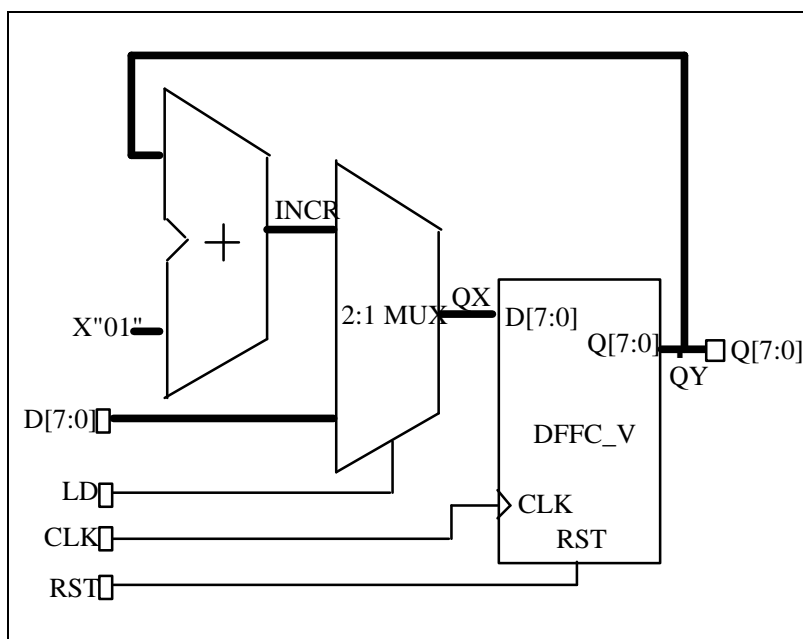 INCR
+
X"01"
2:1 MUX
QX
D[7:0]
Q[7:0]
Q[7:0]
QY
D[7:0]
DFFC_V
LD
CLK
CLK
RST
RST